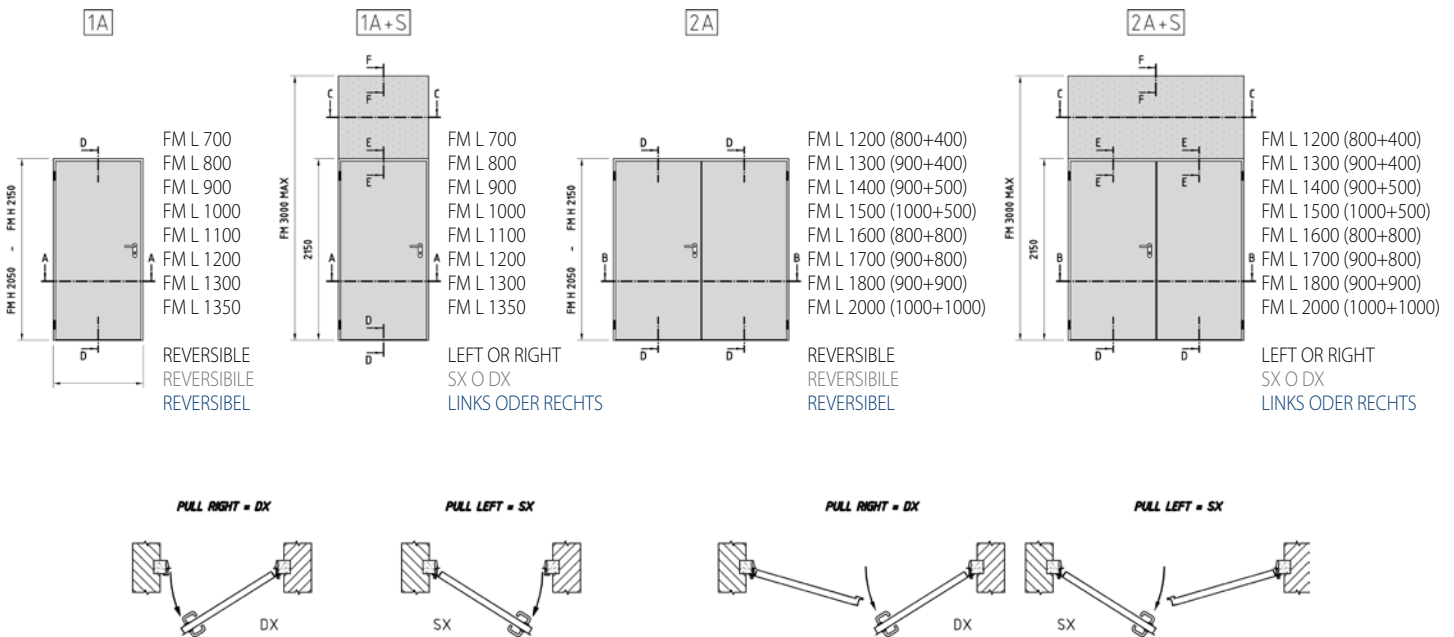 1A
1A+S
2A
2A+S
F
F
C
C
D
E
E
A
A
D
FM H 2050 - FM H 2150
FM L 700
FM L 800
FM L 900
FM L 1000
FM L 1100
FM L 1200
FM L 1300
FM L 1350
REVERSIBLE
REVERSIBILE
REVERSIBEL
FM 3000 MAX
2150
A
A
D
D
FM L 700
FM L 800
FM L 900
FM L 1000
FM L 1100
FM L 1200
FM L 1300
FM L 1350
LEFT OR RIGHT
SX O DX
LINKS ODER RECHTS
FM H 2050 - FM H 2150
D
D
B
B
D
D
FM L 1200 (800+400)
FM L 1300 (900+400)
FM L 1400 (900+500)
FM L 1500 (1000+500)
FM L 1600 (800+800)
FM L 1700 (900+800)
FM L 1800 (900+900)
FM L 2000 (1000+1000)
REVERSIBLE
REVERSIBILE
REVERSIBEL
FM 3000 MAX
2150
F
F
C
C
E
E
E
E
B
B
D
D
FM L 1200 (800+400)
FM L 1300 (900+400)
FM L 1400 (900+500)
FM L 1500 (1000+500)
FM L 1600 (800+800)
FM L 1700 (900+800)
FM L 1800 (900+900)
FM L 2000 (1000+1000)
LEFT OR RIGHT
SX O DX
LINKS ODER RECHTS
PULL RIGHT = DX
PULL LEFT = SX
PULL RIGHT = DX
PULL LEFT = SX
DX
SX
DX
SX